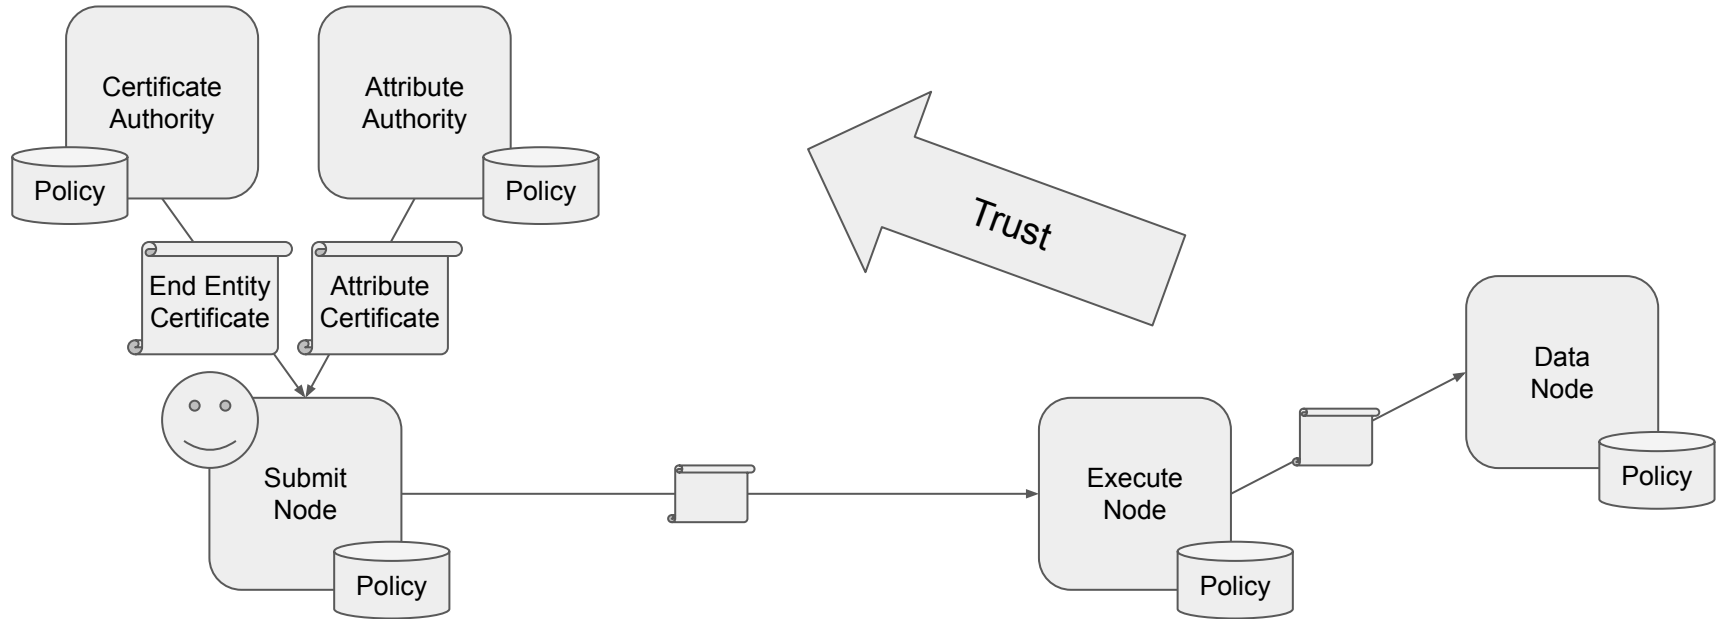 Certificate
Authority
Policy
Attribute
Authority
Policy
End Entity
Certificate
Attribute
Certificate
Trust
Submit
Node
Policy
Execute
Node
Policy
Data
Node
Policy